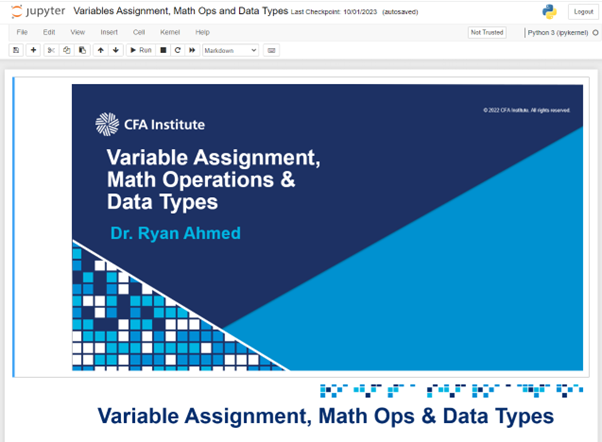 jupyter Variables Assignment, Math Ops and Data Types Last Checkpoint: 10/01/2023 (autosaved) Logout
File Edit View Insert Cell Kernel Help Not Trusted Python 3 (ipykernel)
Run Markdown
© 2022 CFA Institute. All rights reserved.
CFA Institute
Variable Assignment,
Math Operations &
Data Types
Dr. Ryan Ahmed
Variable Assignment, Math Ops & Data Types